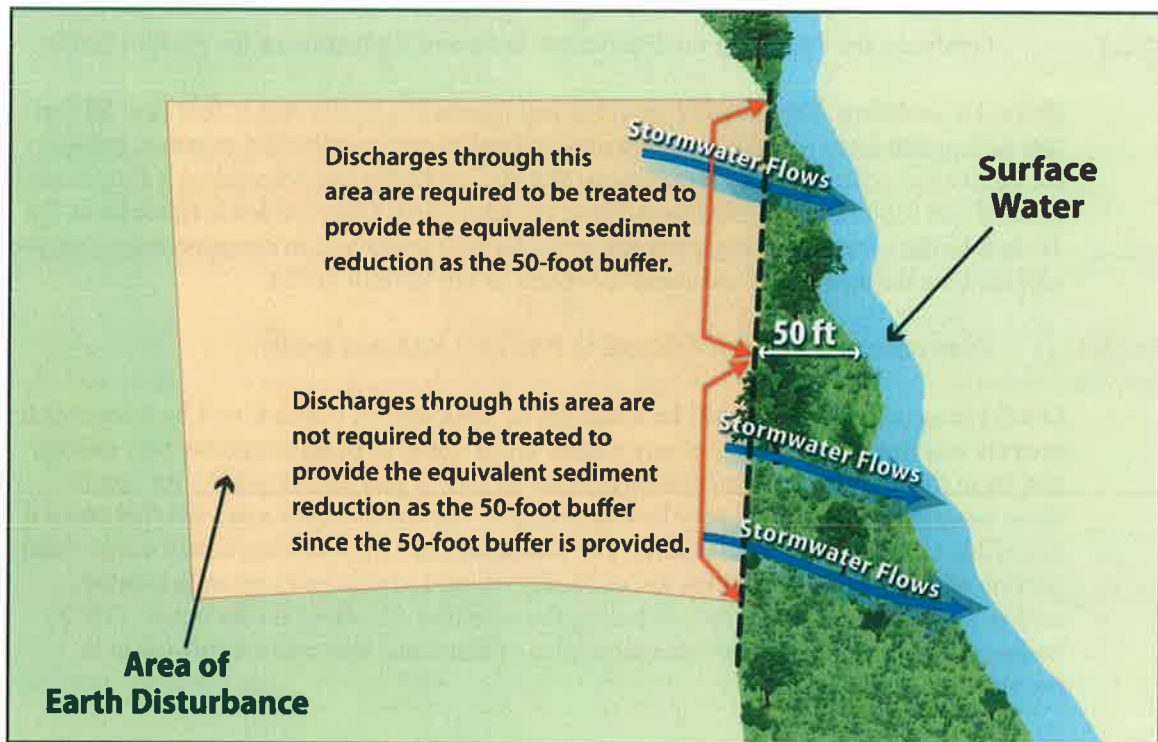 Discharges through this
area are required to be treated to
provide the equivalent sediment
reduction as the 50-foot buffer.
Stormwater Flows
Surface
Water
50 ft
Discharges through this area are
not required to be treated to
provide the equivalent sediment
reduction as the 50-foot buffer
since the 50-foot buffer is provided.
Stormwater Flows
Stormwater Flows
Area of
Earth Disturbance